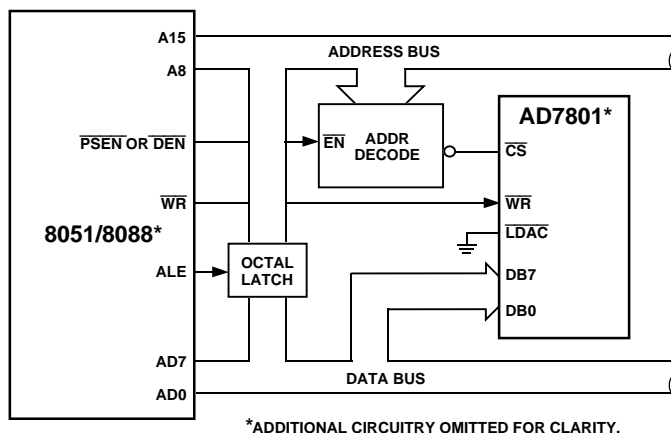 A15
ADDRESS BUS
A8
AD7801*
PSEN OR DEN
EN
ADDR
DECODE
CS
WR
WR
8051/8088*
LDAC
ALE
OCTAL
LATCH
DB7
DB0
AD7
DATA BUS
AD0
*ADDITIONAL CIRCUITRY OMITTED FOR CLARITY.